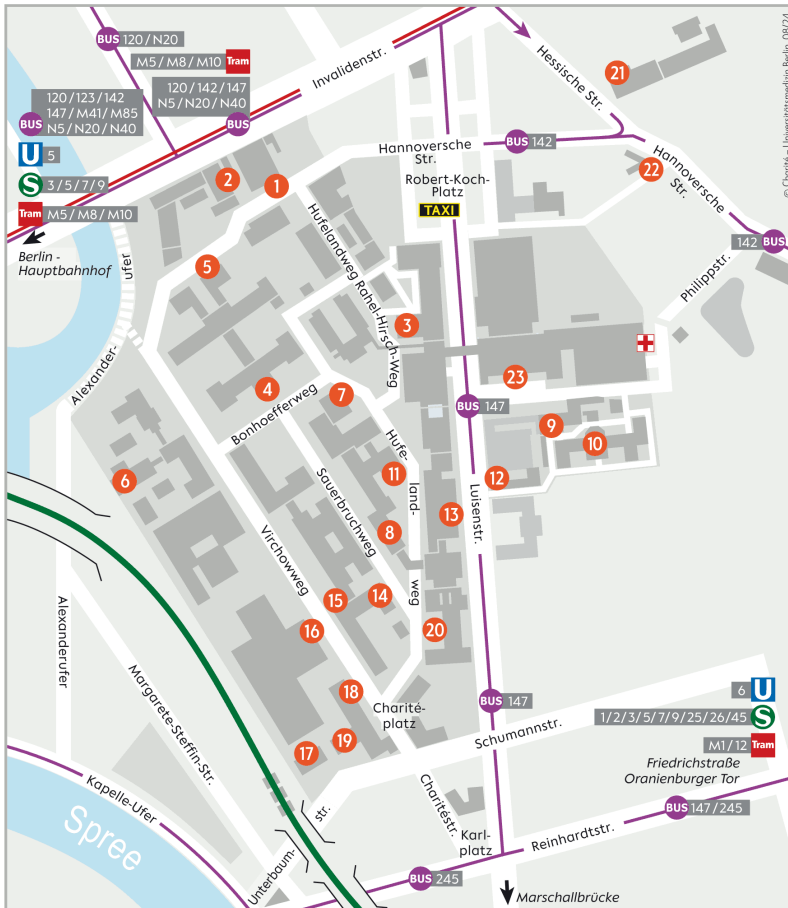 BUS 120/N20
M5/M8/M10 Tram
120/123/142
147/M41/M85
N5/N20/N40
BUS
120/142/147
N5/N20/N40
BUS
U 5
S 3/5/7/9
Tram M5/M8/M10
Berlin -
Hauptbahnhof
Invalidenstr.
Hessische Str.
21
© Charité – Universitätsmedizin Berlin, 08/24
Hannoversche
Str.
BUS 142
Robert-Koch-
Platz
TAXI
22
Hannoversche
Str.
142 BUS
Philippstr.
2
1
5
Hufelandweg
Rahel-Hirsch-Weg
3
Alexander-
ufer
4
Bonhoefferweg
7
23
BUS 147
9
10
6
Hufe-
land-
weg
11
12
Sauerbruchweg
13
Luisenstr.
8
Virchowweg
15
14
16
20
Alexanderufer
Margarete-Steffin-Str.
18
Charité-
platz
BUS 147
Schumannstr.
19
17
6 U
1/2/3/5/7/9/25/26/45 S
M1/12 Tram
Friedrichstraße
Oranienburger Tor
BUS 147/245
Kapelle-Ufer
Spree
Unterbaum-
str.
Charitéstr.
Karl-
platz
Reinhardtstr.
BUS 245
Marschallbrücke